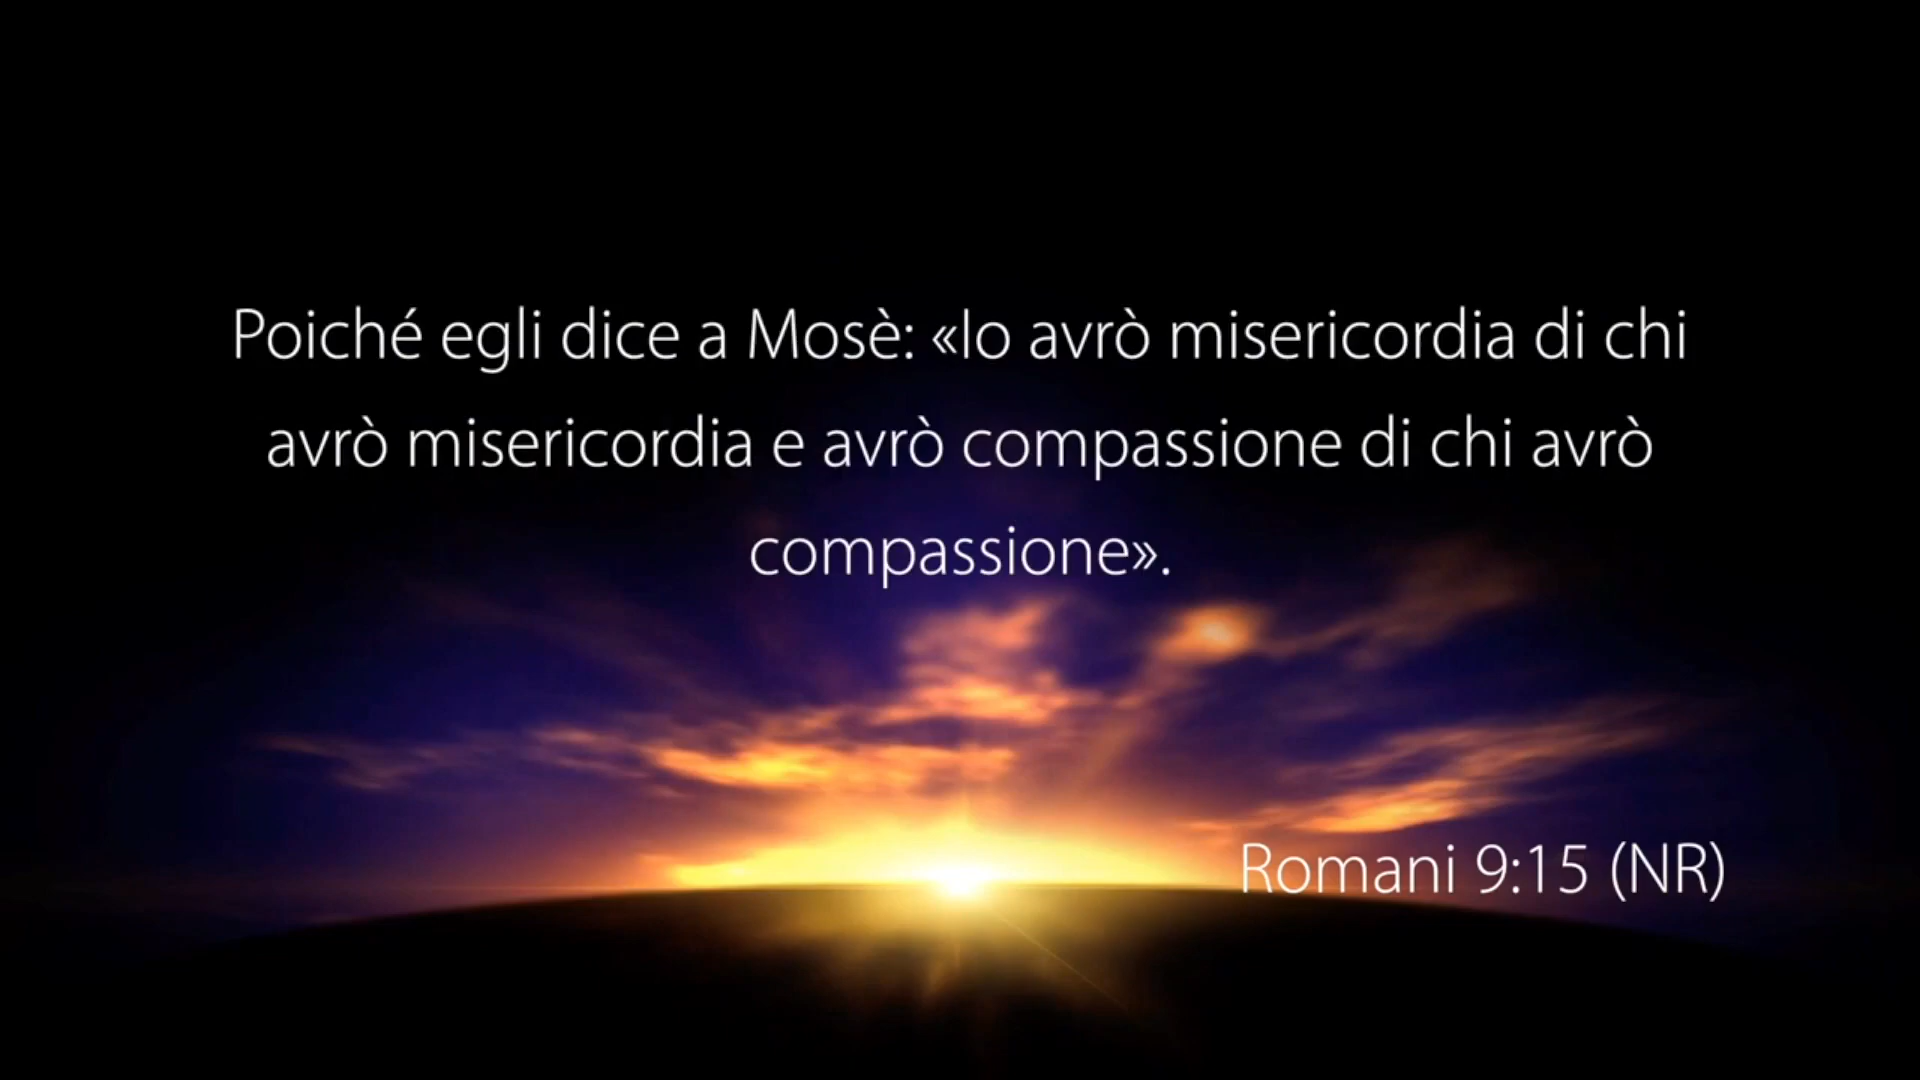 Poiché egli dice a Mosè: «Io avrò misericordia di chi
avrò misericordia e avrò compassione di chi avrò
compassione».
Romani 9:15 (NR)